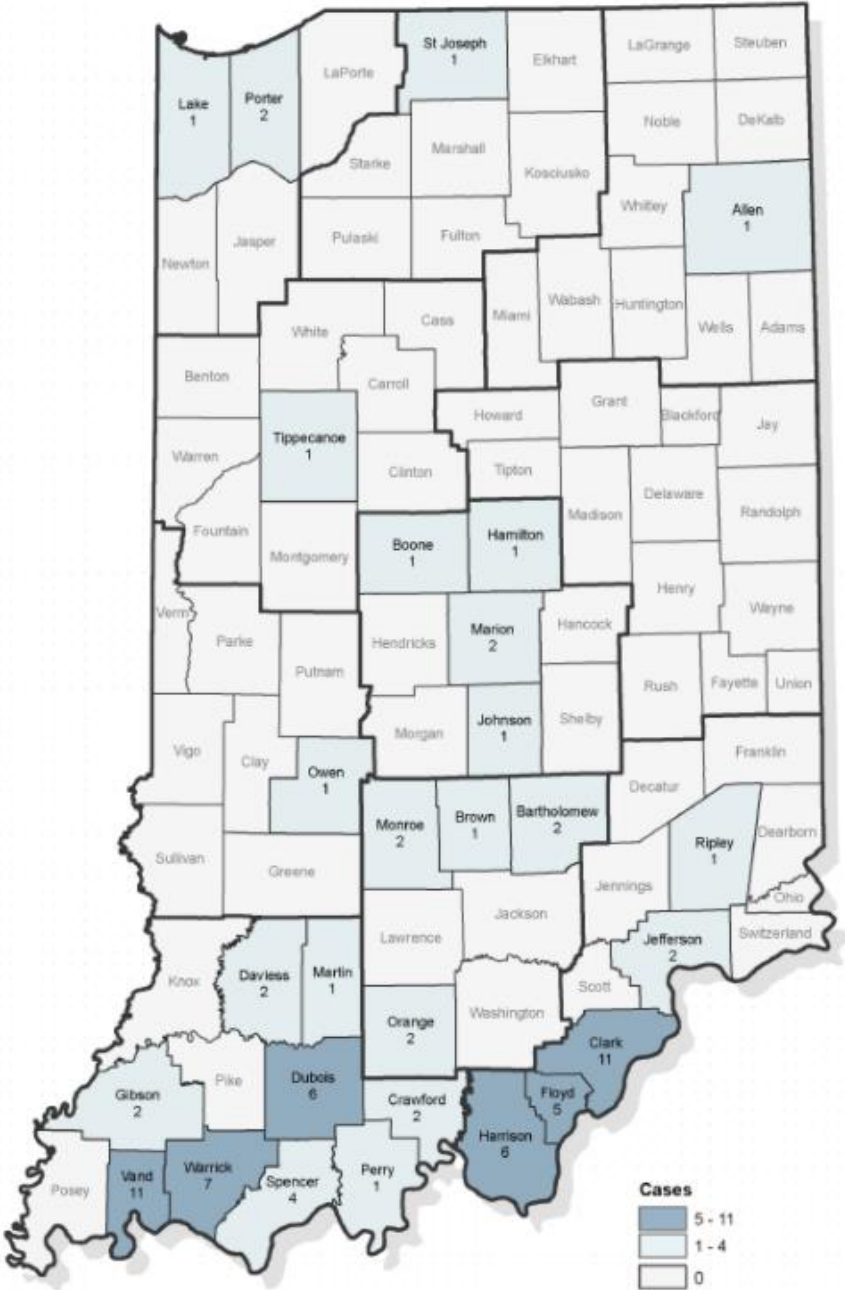 St Joseph
1
Elkhart
LaGrange
Steuben
LaPorte
Lake
1
Porter
2
Noble
DeKalb
Starke
Marshall
Kosciusko
Whitley
Allen
1
Newton
Jasper
Pulaski
Fulton
Miami
Wabash
Huntington
Wells
Adams
White
Cass
Benton
Carroll
Howard
Grant
Blackford
Jay
Warren
Tippecanoe
1
Clinton
Tipton
Madison
Delaware
Randolph
Fountain
Montgomery
Boone
1
Hamilton
1
Henry
Wayne
Verm
Parke
Putnam
Hendricks
Marion
2
Hancock
Rush
Fayette
Union
Vigo
Clay
Owen
1
Morgan
Johnson
1
Shelby
Franklin
Decatur
Sullivan
Greene
Monroe
2
Brown
1
Bartholomew
2
Ripley
1
Dearborn
Jennings
Ohio
Lawrence
Jackson
Jefferson
2
Switzerland
Knox
Daviess
2
Martin
1
Orange
2
Washington
Scott
Clark
11
Gibson
2
Pike
Dubois
6
Crawford
2
Floyd
5
Harrison
6
Posey
Vand
11
Warrick
7
Spencer
4
Perry
1
Cases
5 - 11
1 - 4
0